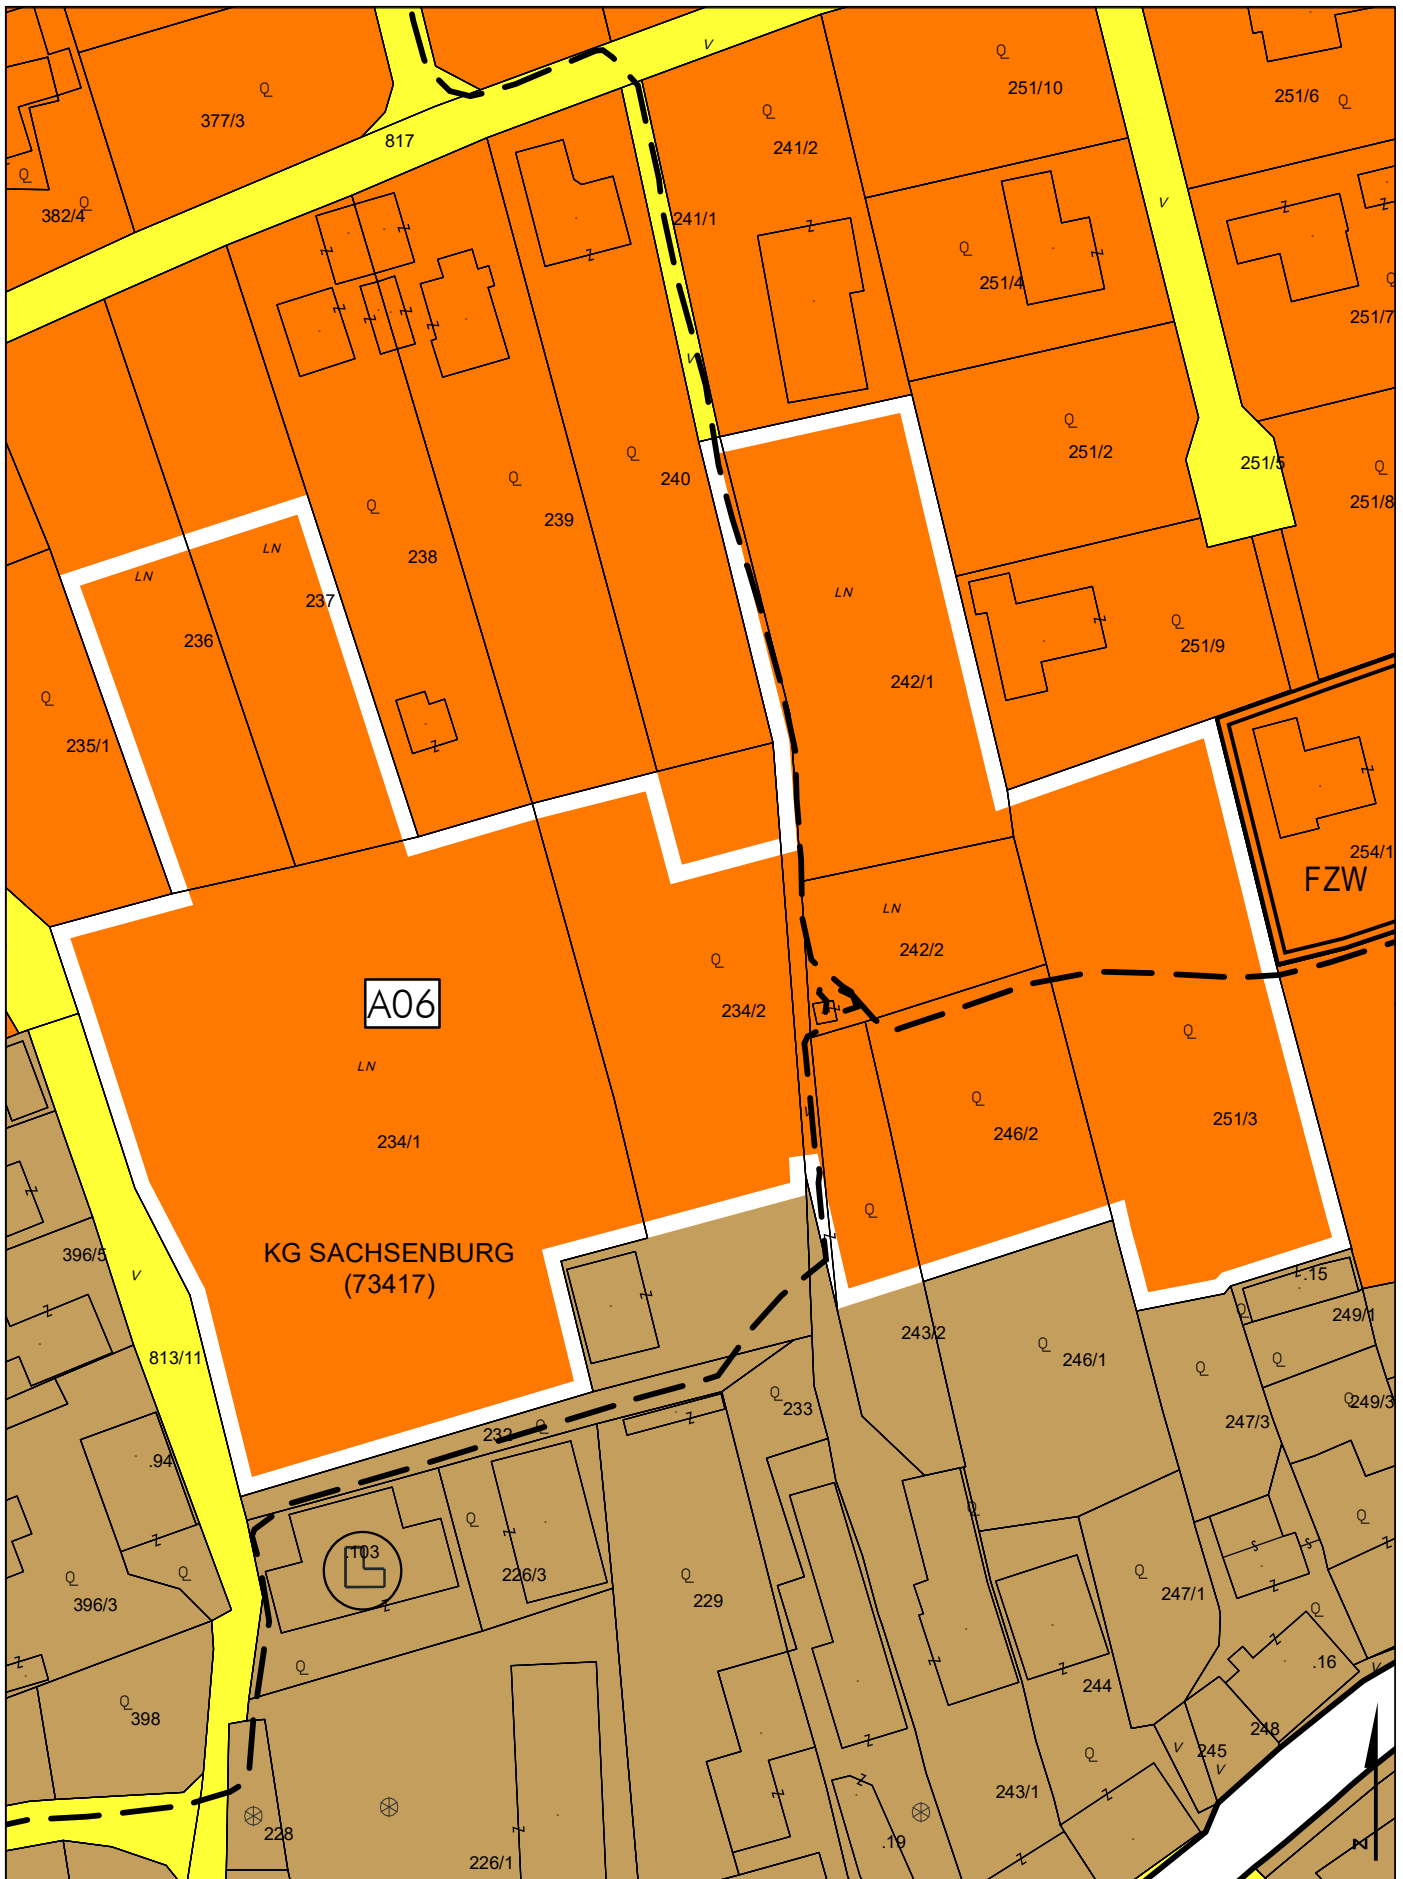 V
Q
Q
251/10
251/6
Q
377/3
Q
817
241/2
Q
Q
382/4
241/1
V
Z
Z
Z
Z
Q
251/4
Z
Z
Z
Q
251/7
Z
Z
Z
Z
V
Q
251/2
Q
240
251/5
Q
251/8
Q
239
Q
238
LN
LN
237
LN
236
Z
Q
251/9
242/1
Q
235/1
Z
Z
254/1
FZW
LN
242/2
Q
234/2
A06
Z
Q
LN
V
Q
246/2
251/3
234/1
Z
Q
KG SACHSENBURG
(73417)
396/5
V
Z
.15
Z
Z
Z
Q
249/1
243/2
Q
246/1
813/11
Q
Q
Q
233
Q
249/3
Z
232
Q
247/3
.94
Q
Q
Q
Z
.103
Z
S
S
Z
Q
226/3
Q
Q
247/1
Z
396/3
Q
229
Z
Q
Z
Z
Q
Z
Z
.16
V
Q
398
244
248
Q
V
245
V
Z
Z
Z
243/1
Z
Z
228
.19
Z
226/1
Z
N